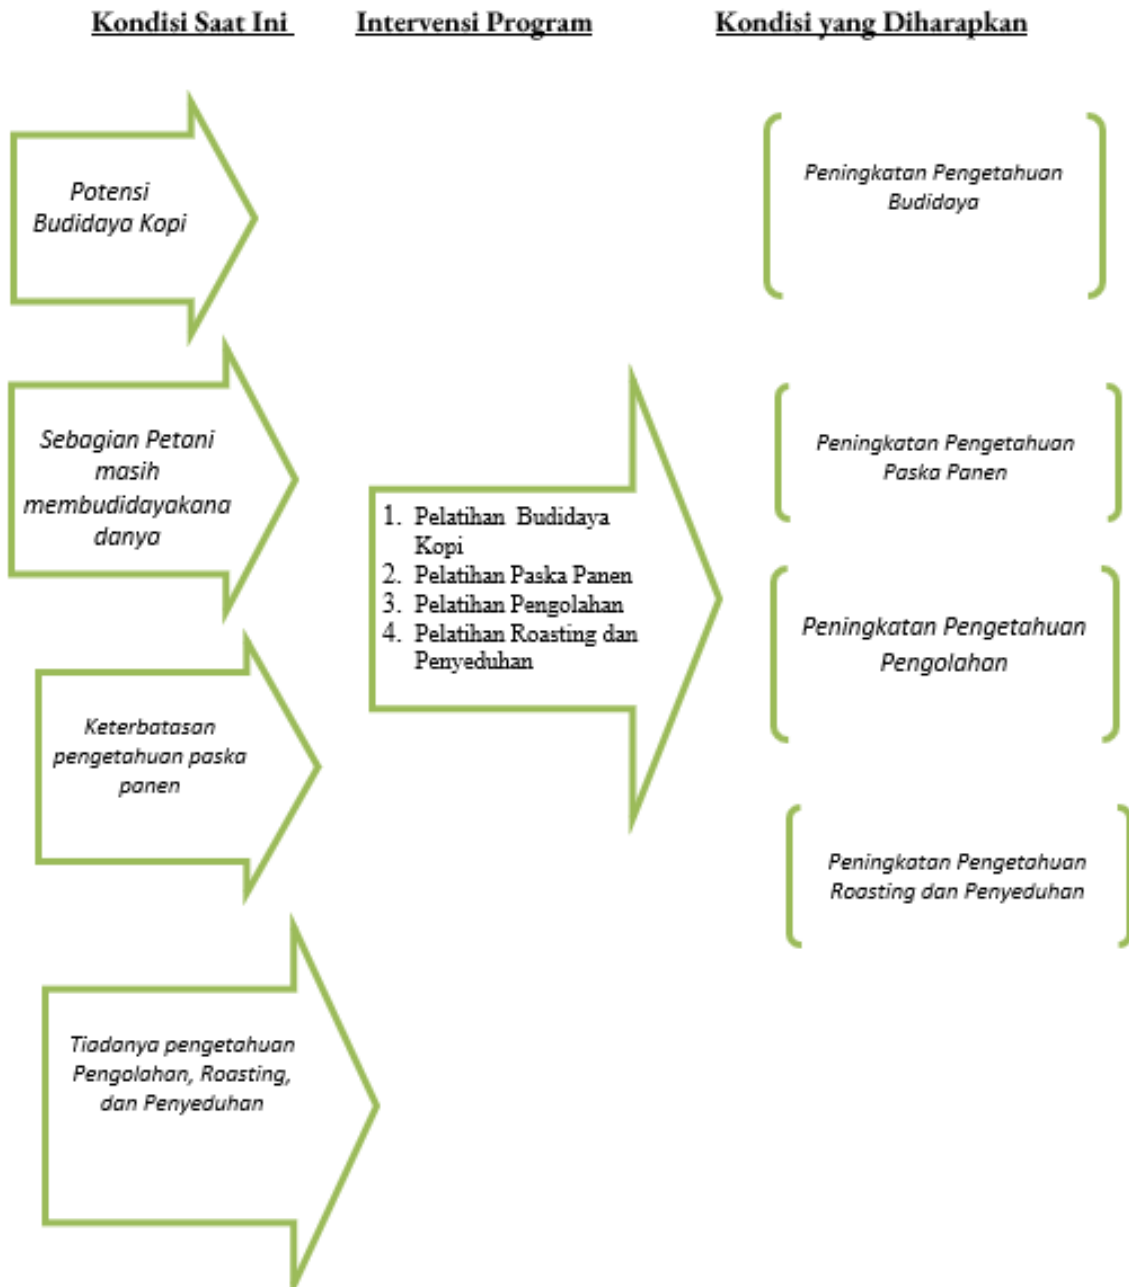 Kondisi Saat Ini
Intervensi Program
Kondisi yang Diharapkan
Potensi
Budidaya Kopi
Sebagian Petani
masih
membudidayakana
danya
Keterbatasan
pengetahuan paska
panen
Tiadanya pengetahuan
Pengolahan, Roasting,
dan Penyeduhan
1. Pelatihan Budidaya
Kopi
2. Pelatihan Paska Panen
3. Pelatihan Pengolahan
4. Pelatihan Roasting dan
Penyeduhan
Peningkatan Pengetahuan
Budidaya
Peningkatan Pengetahuan
Paska Panen
Peningkatan Pengetahuan
Pengolahan
Peningkatan Pengetahuan
Roasting dan Penyeduhan